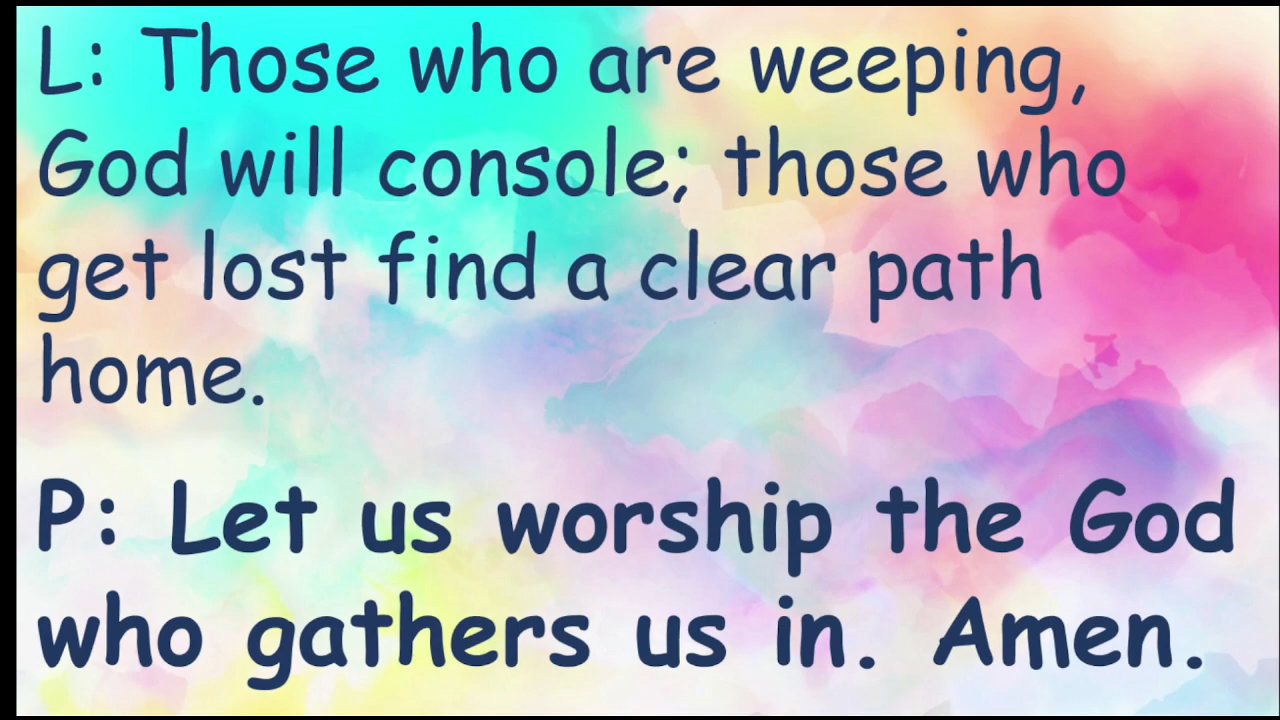 L: Those who are weeping,
God will console; those who
get lost find a clear path
home.
P: Let us worship the God
who gathers us in. Amen.